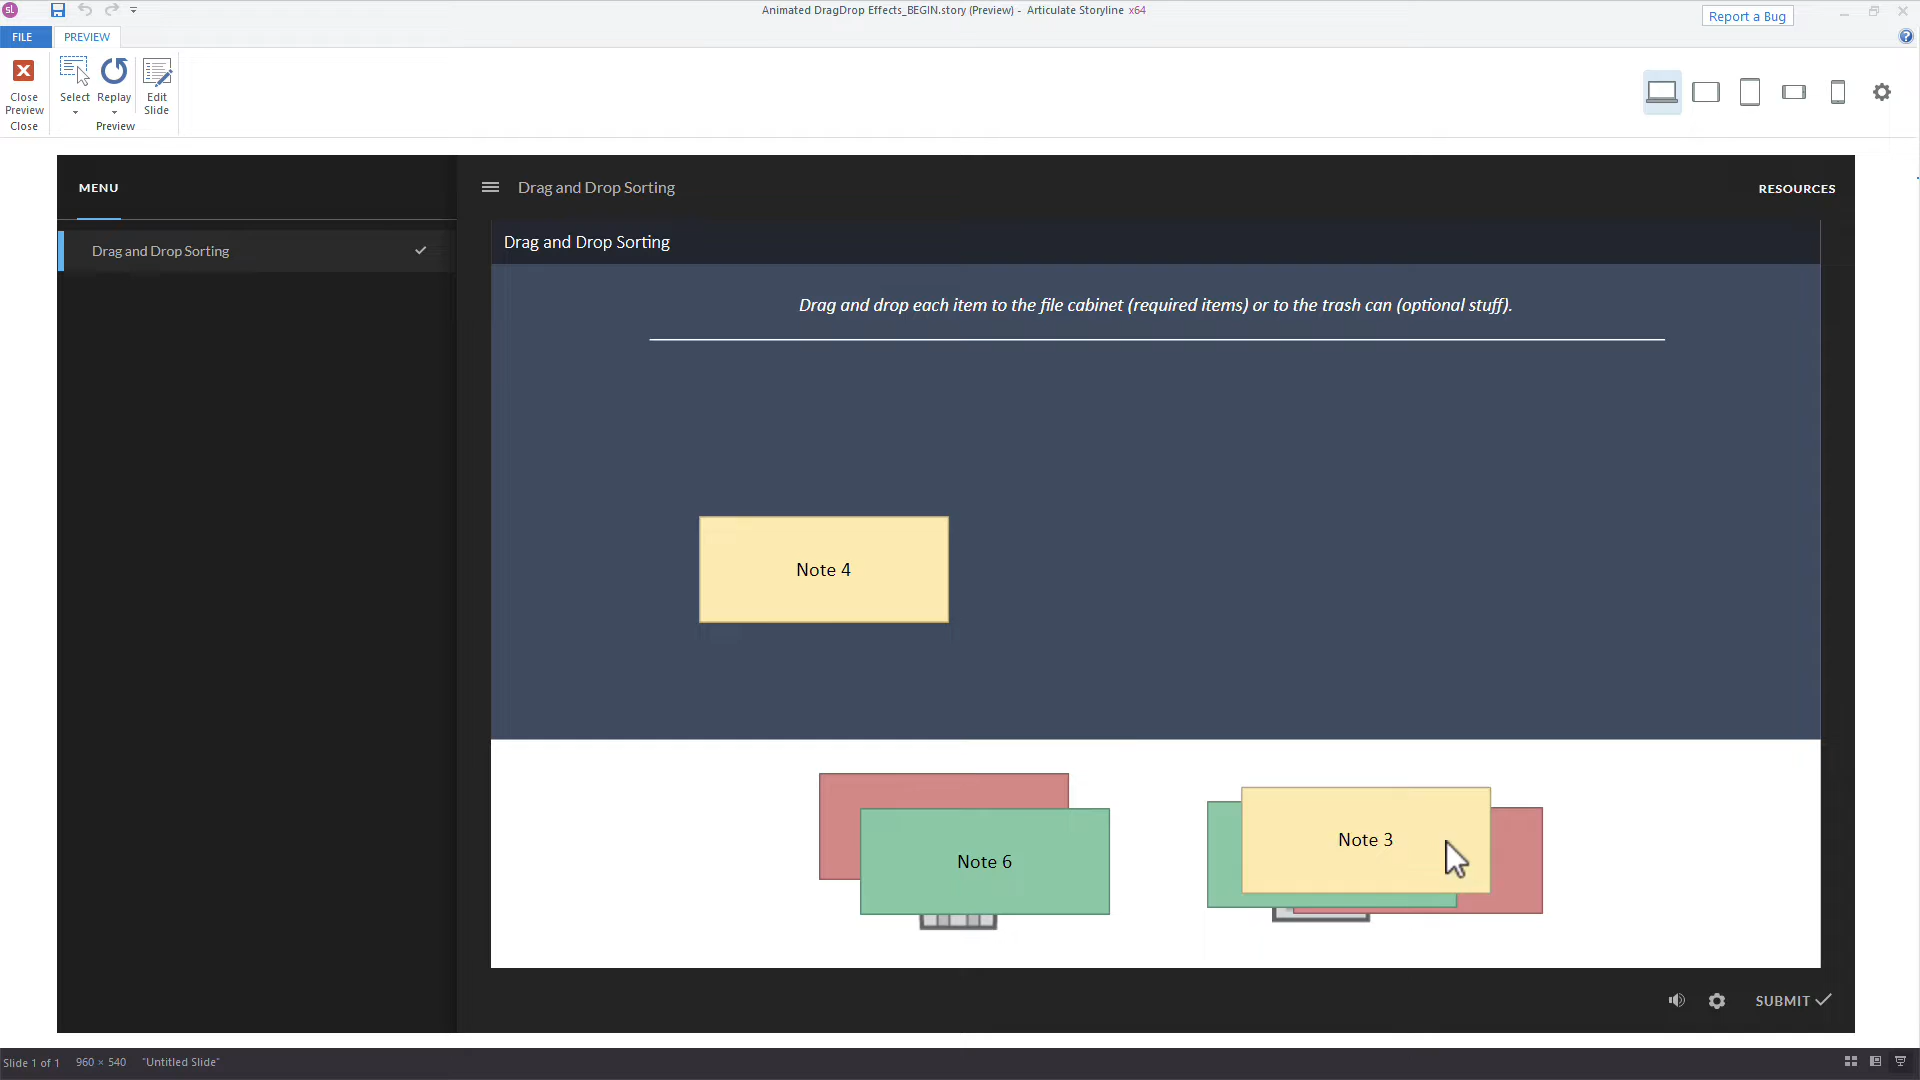 SL
Animated DragDrop Effects_BEGIN.story (Preview) - Articulate Storyline x64
Report a Bug
FILE
PREVIEW
?
Close Preview
Select
Replay
Edit Slide
Close
Preview
MENU
Drag and Drop Sorting
RESOURCES
Drag and Drop Sorting
Drag and Drop Sorting
Drag and drop each item to the file cabinet (required items) or to the trash can (optional stuff).
Note 4
Note 6
Note 3
SUBMIT
Slide 1 of 1
960 × 540
"Untitled Slide"